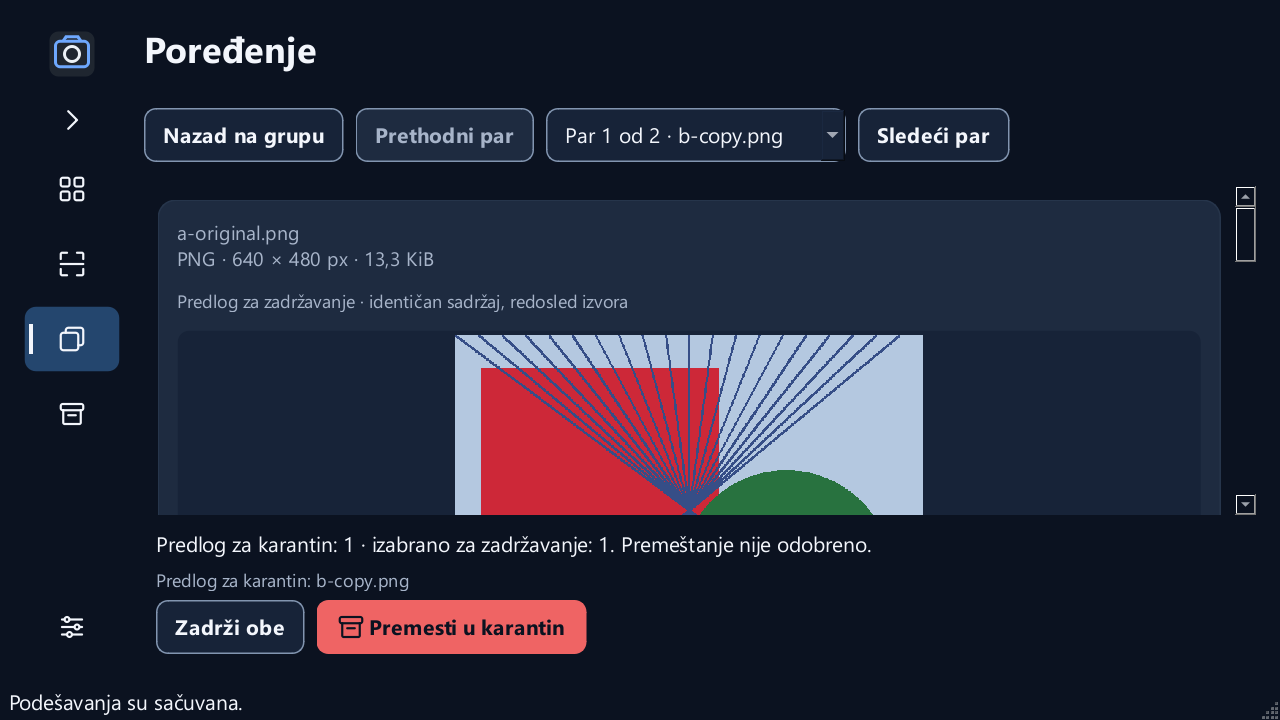 Poređenje
Nazad na grupu
Prethodni par
Par 1 od 2 · b-copy.png
Sledeći par
a-original.png
PNG · 640 × 480 px · 13,3 KiB
Predlog za zadržavanje · identičan sadržaj, redosled izvora
Predlog za karantin: 1 · izabrano za zadržavanje: 1. Premeštanje nije odobreno.
Predlog za karantin: b-copy.png
Zadrži obe
Premesti u karantin
Podešavanja su sačuvana.